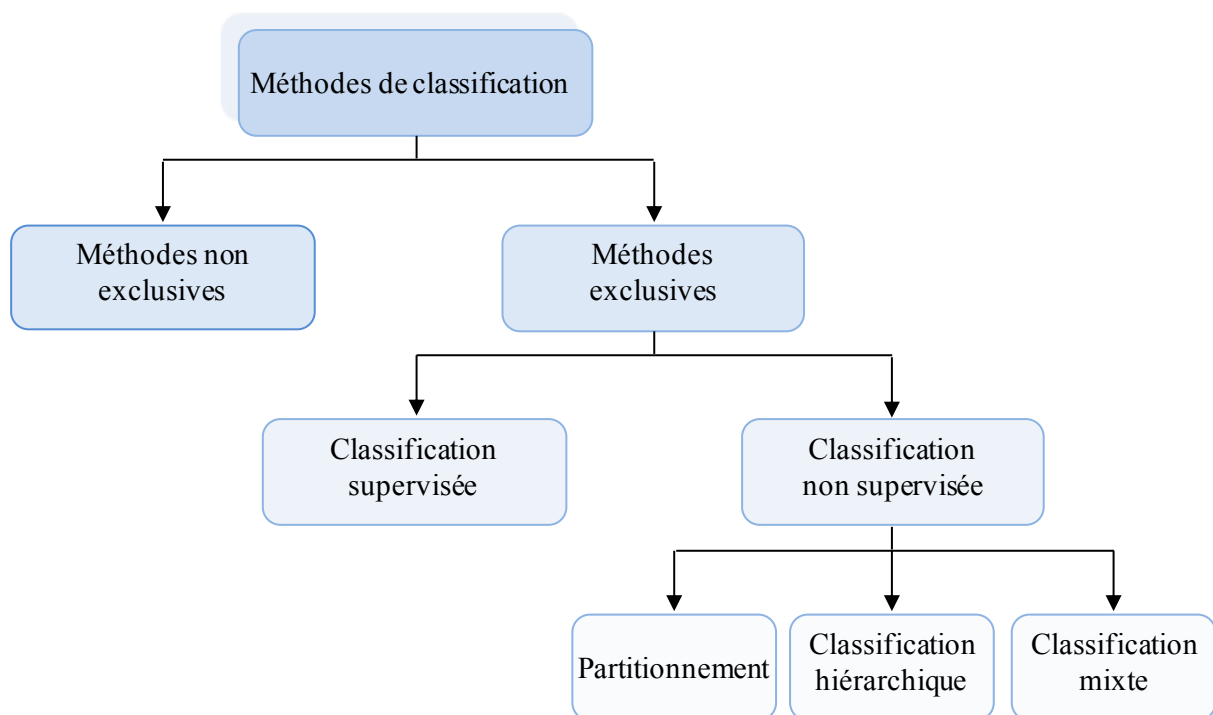 Méthodes de classification
Méthodes non
exclusives
Méthodes
exclusives
Classification
supervisée
Classification
non supervisée
Partitionnement
Classification
hiérarchique
Classification
mixte